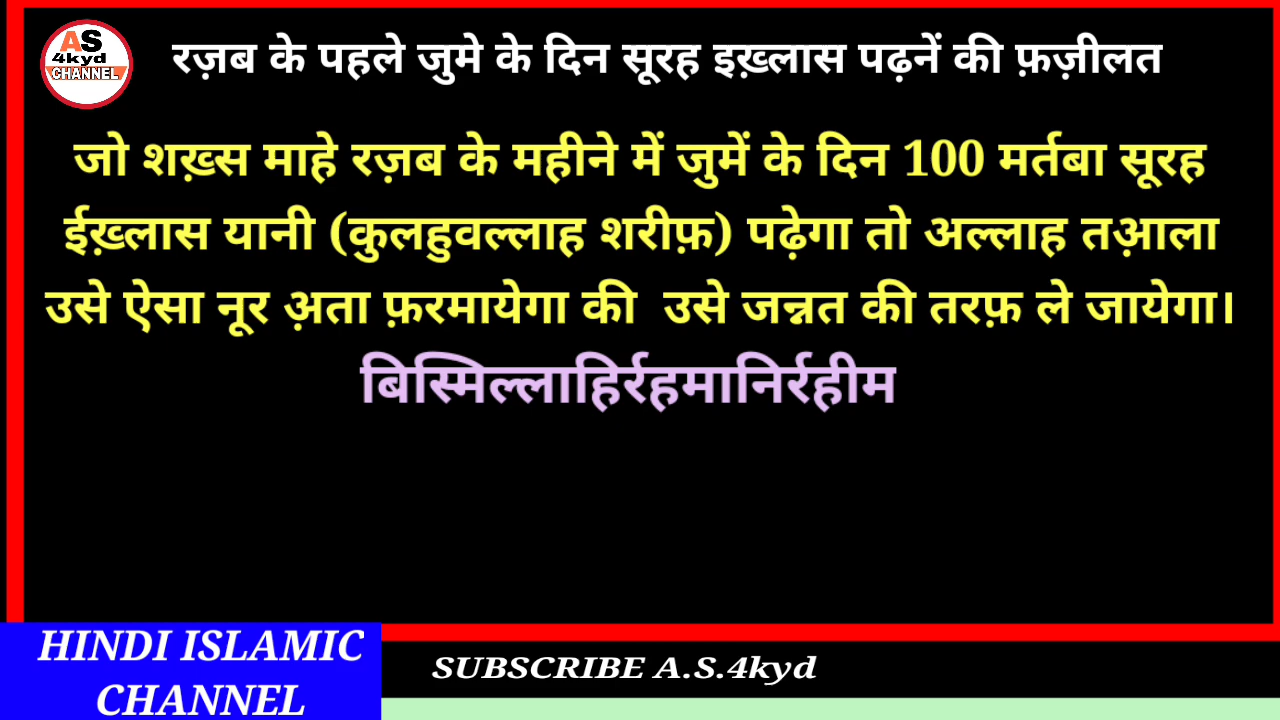 AS
4kyd
CHANNEL
रज़ब के पहले जुमे के दिन सूरह इख़्लास पढ़नें की फ़ज़ीलत
जो शख़्स माहे रज़ब के महीने में जुमें के दिन 100 मर्तबा सूरह
ईख़्लास यानी (कुलहुवल्लाह शरीफ़) पढ़ेगा तो अल्लाह तआ़ला
उसे ऐसा नूर अ़ता फ़रमायेगा की उसे जन्नत की तरफ़ ले जायेगा।
बिस्मिल्लाहिर्रहमानिर्रहीम
HINDI ISLAMIC
CHANNEL
SUBSCRIBE A.S.4kyd